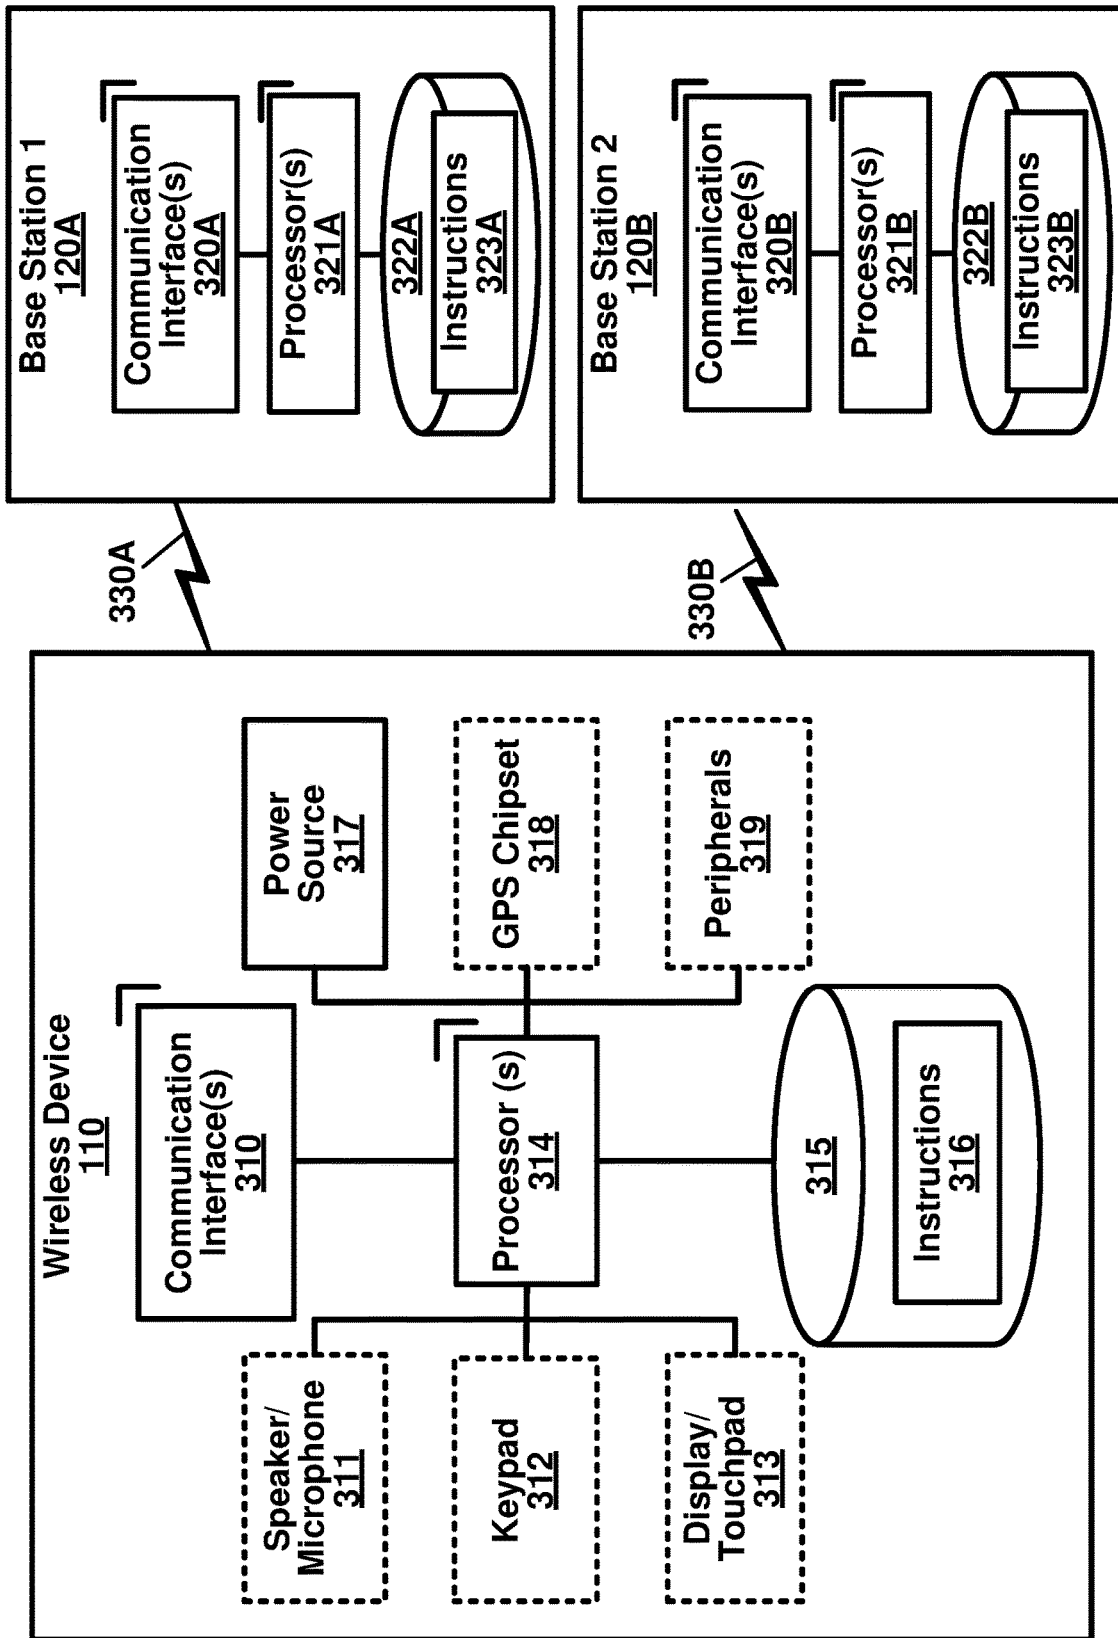 Wireless Device
110
Communication
Interface(s)
310
Speaker/
Microphone
311
Keypad
312
Display/
Touchpad
313
Processor (s)
314
Power
Source
317
GPS Chipset
318
Peripherals
319
315
Instructions
316
330A
330B
Base Station 1
120A
Communication
Interface(s)
320A
Processor(s)
321A
322A
Instructions
323A
Base Station 2
120B
Communication
Interface(s)
320B
Processor(s)
321B
322B
Instructions
323B